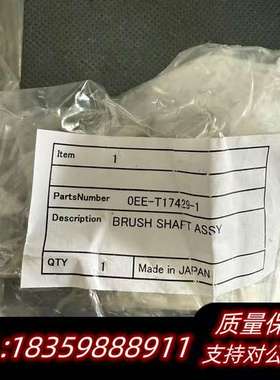 Item 1
PartsNumber 0EE-T17429-1
Description BRUSH SHAFT ASSY
QTY 1 Made in JAPAN
质量保
:18359888911
支持对公